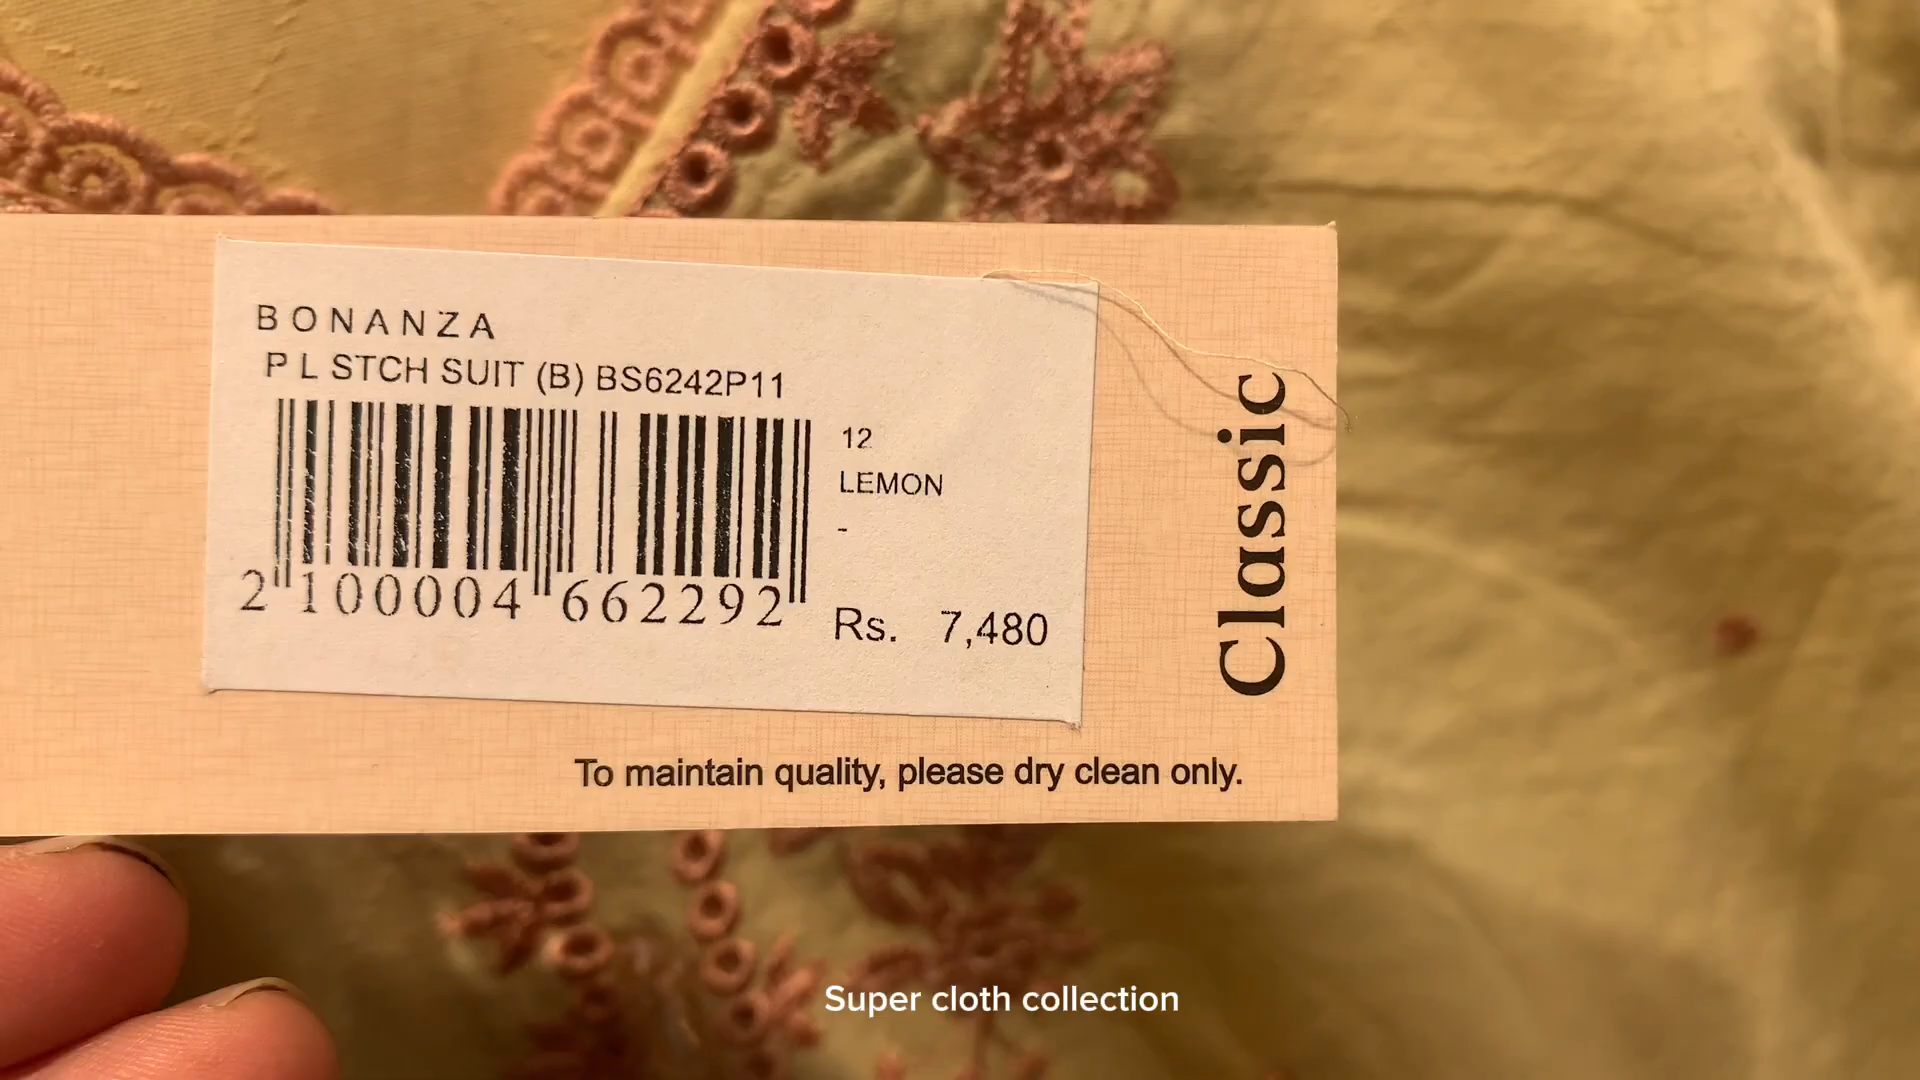 BONANZA
P L STCH SUIT (B) BS6242P11
12
LEMON
-
2 100004 662292
Rs. 7,480
Classic
To maintain quality, please dry clean only.
Super cloth collection